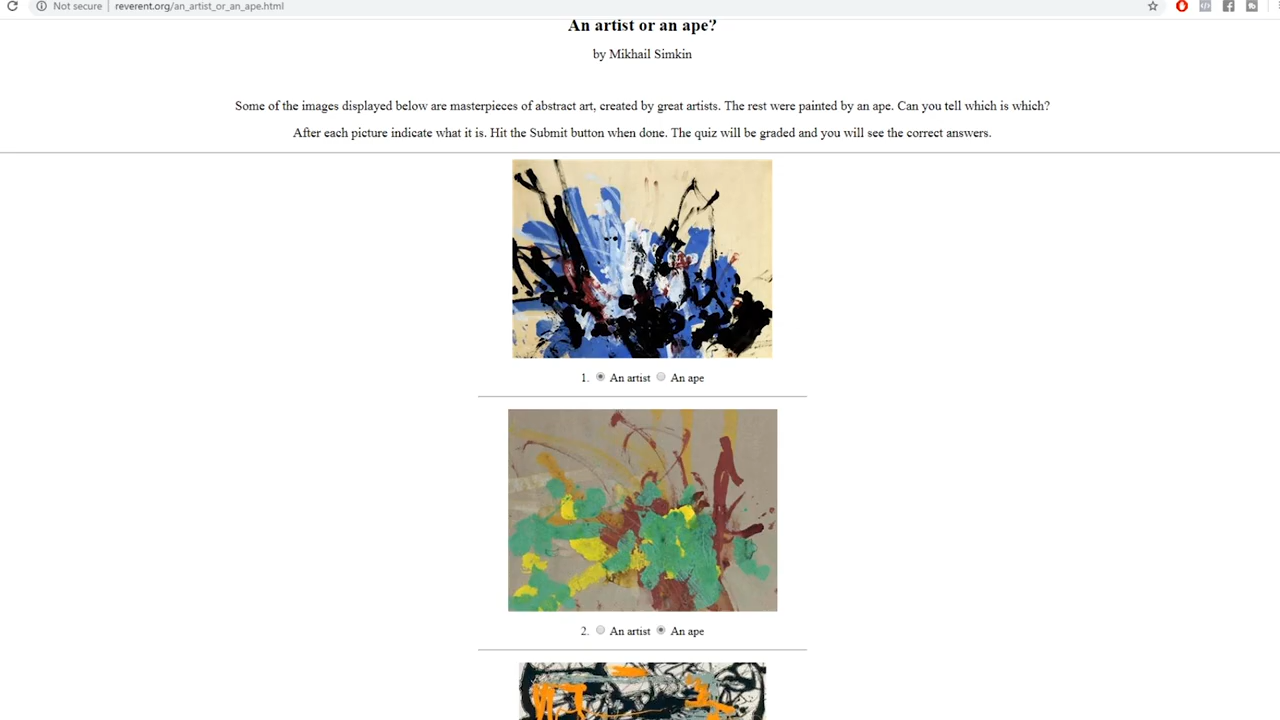 Not secure reverent.org/an_artist_or_an_ape.html
An artist or an ape?
by Mikhail Simkin
Some of the images displayed below are masterpieces of abstract art, created by great artists. The rest were painted by an ape. Can you tell which is which?
After each picture indicate what it is. Hit the Submit button when done. The quiz will be graded and you will see the correct answers.
1. An artist An ape
2. An artist An ape